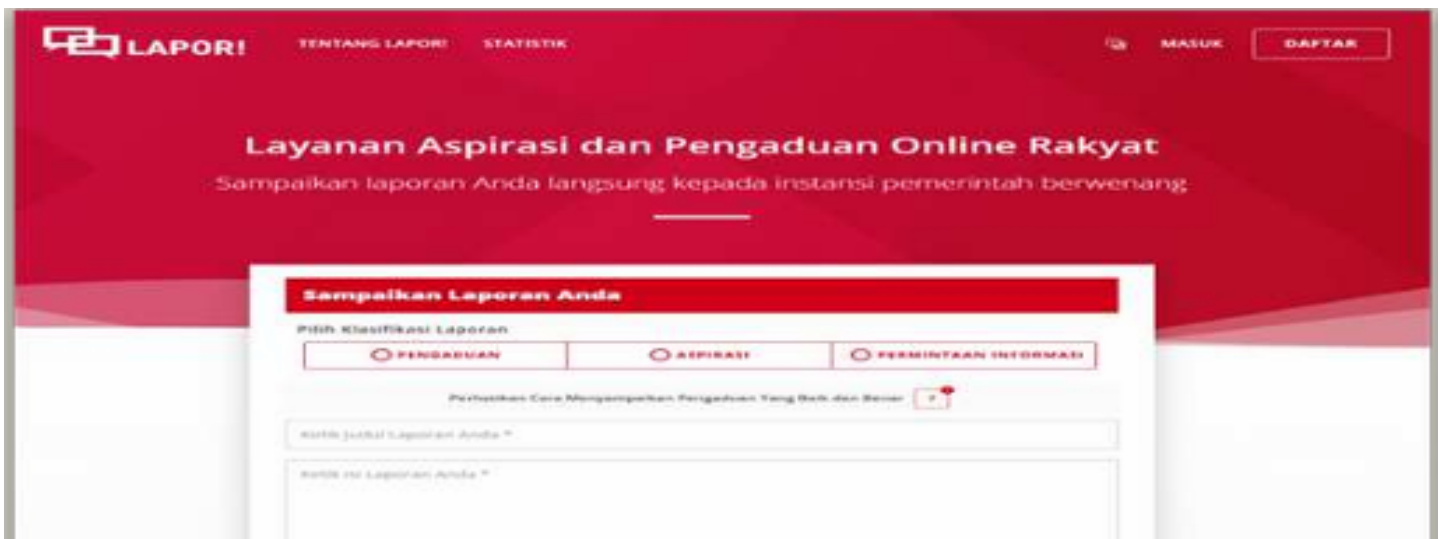 LAPOR!
TENTANG LAPOR!
STATISTIK
MASUK
DAFTAR
Layanan Aspirasi dan Pengaduan Online Rakyat
Sampaikan laporan Anda langsung kepada instansi pemerintah berwenang
Sampaikan Laporan Anda
Pilih Klasifikasi Laporan
PENGADUAN
ASPIRASI
PERMINTAAN INFORMASI
Perhatikan Cara Menyampaikan Pengaduan Yang Baik dan Benar
?
Ketik Judul Laporan Anda *
Ketik Isi Laporan Anda *